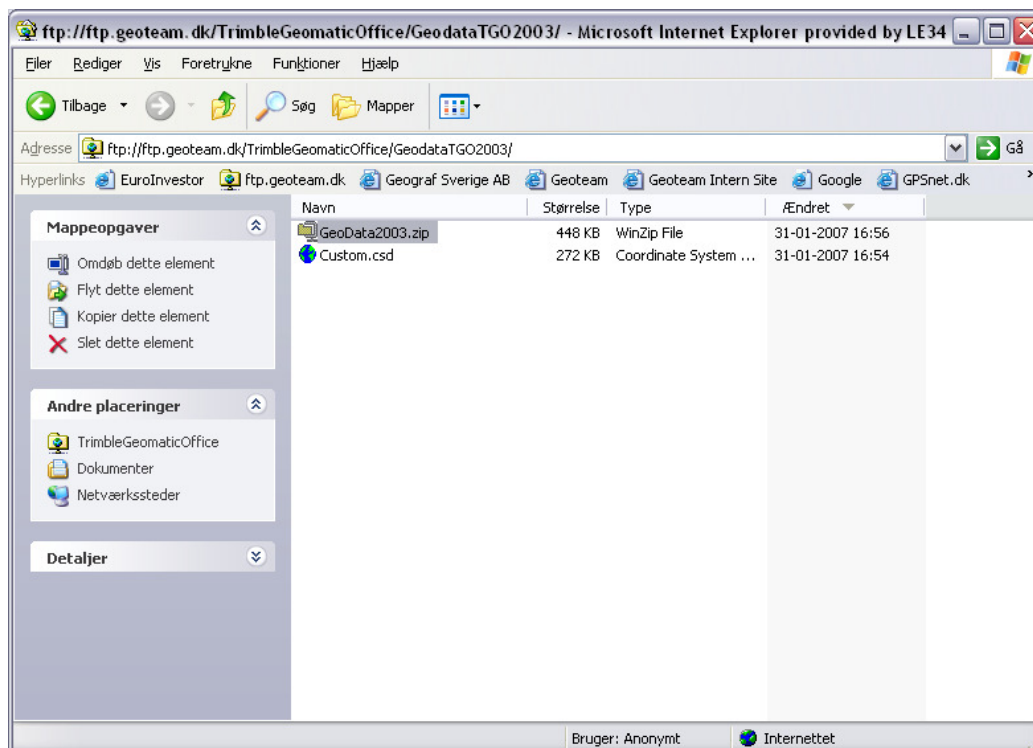 ftp://ftp.geoteam.dk/TrimbleGeomaticOffice/GeodataTGO2003/ - Microsoft Internet Explorer provided by LE34
Filer Rediger Vis Foretrukne Funktioner Hjælp
Tilbage Søg Mapper
Adresse ftp://ftp.geoteam.dk/TrimbleGeomaticOffice/GeodataTGO2003/ Gå
Hyperlinks EuroInvestor ftp.geoteam.dk Geograf Sverige AB Geoteam Geoteam Intern Site Google GPSnet.dk
Navn Størrelse Type Ændret
GeoData2003.zip 448 KB WinZip File 31-01-2007 16:56
Custom.csd 272 KB Coordinate System ... 31-01-2007 16:54
Mappeopgaver
Omdøb dette element
Flyt dette element
Kopier dette element
Slet dette element
Andre placeringer
TrimbleGeomaticOffice
Dokumenter
Netværkssteder
Detaljer
Bruger: Anonymt Internettet